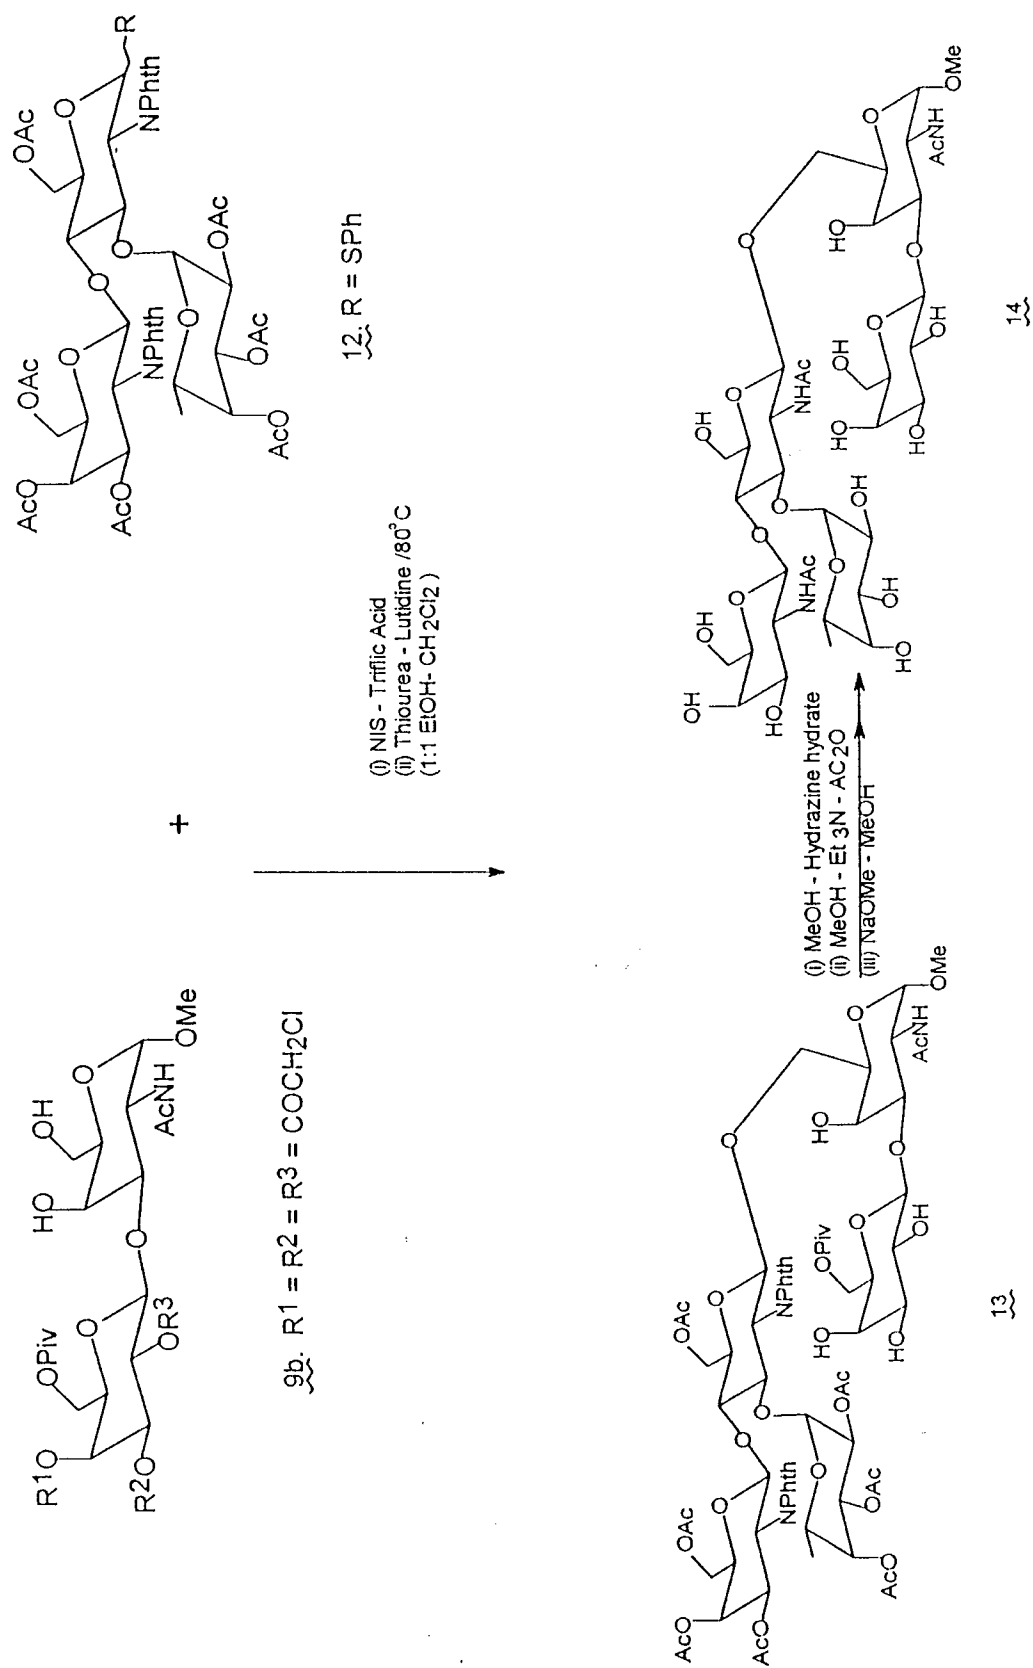 R1O
OPiv
R2O
OR3
O
O
HO
OH
O
AcNH
OMe
9b. R1 = R2 = R3 = COCH2Cl
+
AcO
OAc
O
AcO
NPhth
O
OAc
O
R
NPhth
O
O
OAc
OAc
AcO
12. R = SPh
(i) NIS - Triflic Acid
(ii) Thiourea - Lutidine /80°C
(1:1 EtOH- CH2Cl2)
AcO
OAc
O
AcO
NPhth
O
OAc
O
NPhth
O
O
O
OAc
OAc
AcO
HO
OPiv
O
HO
OH
O
HO
O
AcNH
OMe
13
(i) MeOH - Hydrazine hydrate
(ii) MeOH - Et 3N - AC2O
(iii) NaOMe - MeOH
OH
OH
O
HO
NHAc
O
OH
O
NHAc
O
O
O
OH
OH
HO
HO
OH
O
HO
OH
O
HO
O
AcNH
OMe
14